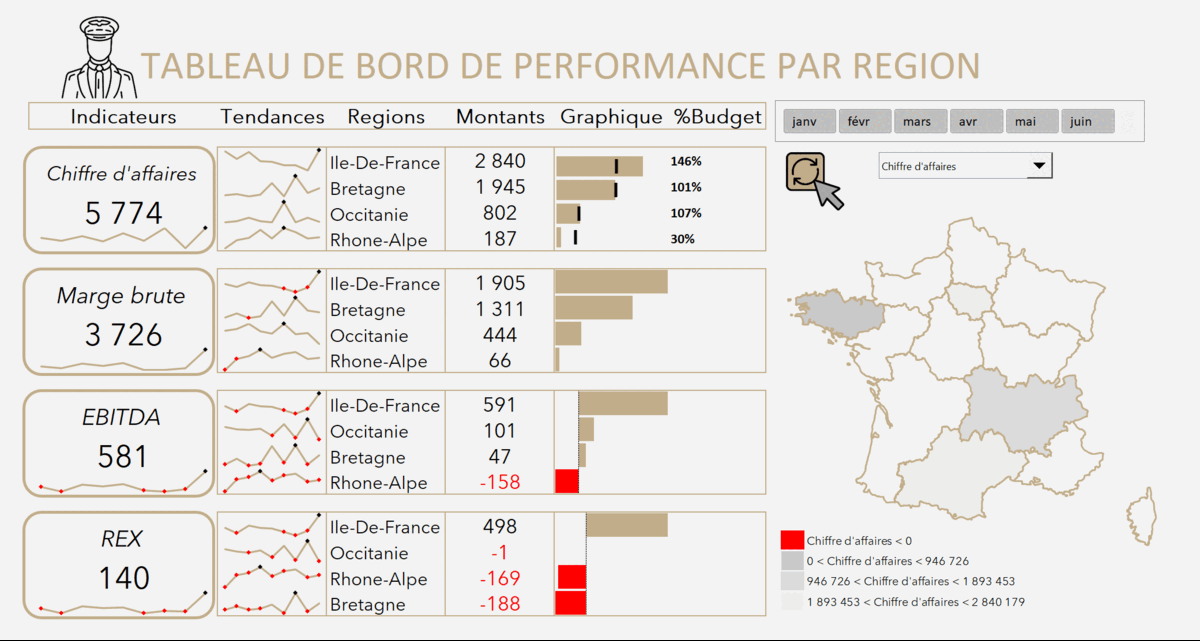 TABLEAU DE BORD DE PERFORMANCE PAR REGION
Indicateurs Tendances Regions Montants Graphique %Budget
janv févr mars avr mai juin
Chiffre d'affaires
Chiffre d'affaires
5 774
Ile-De-France 2 840 146%
Bretagne 1 945 101%
Occitanie 802 107%
Rhone-Alpe 187 30%
Marge brute
3 726
Ile-De-France 1 905
Bretagne 1 311
Occitanie 444
Rhone-Alpe 66
EBITDA
581
Ile-De-France 591
Occitanie 101
Bretagne 47
Rhone-Alpe -158
REX
140
Ile-De-France 498
Occitanie -1
Rhone-Alpe -169
Bretagne -188
Chiffre d'affaires < 0
0 < Chiffre d'affaires < 946 726
946 726 < Chiffre d'affaires < 1 893 453
1 893 453 < Chiffre d'affaires < 2 840 179